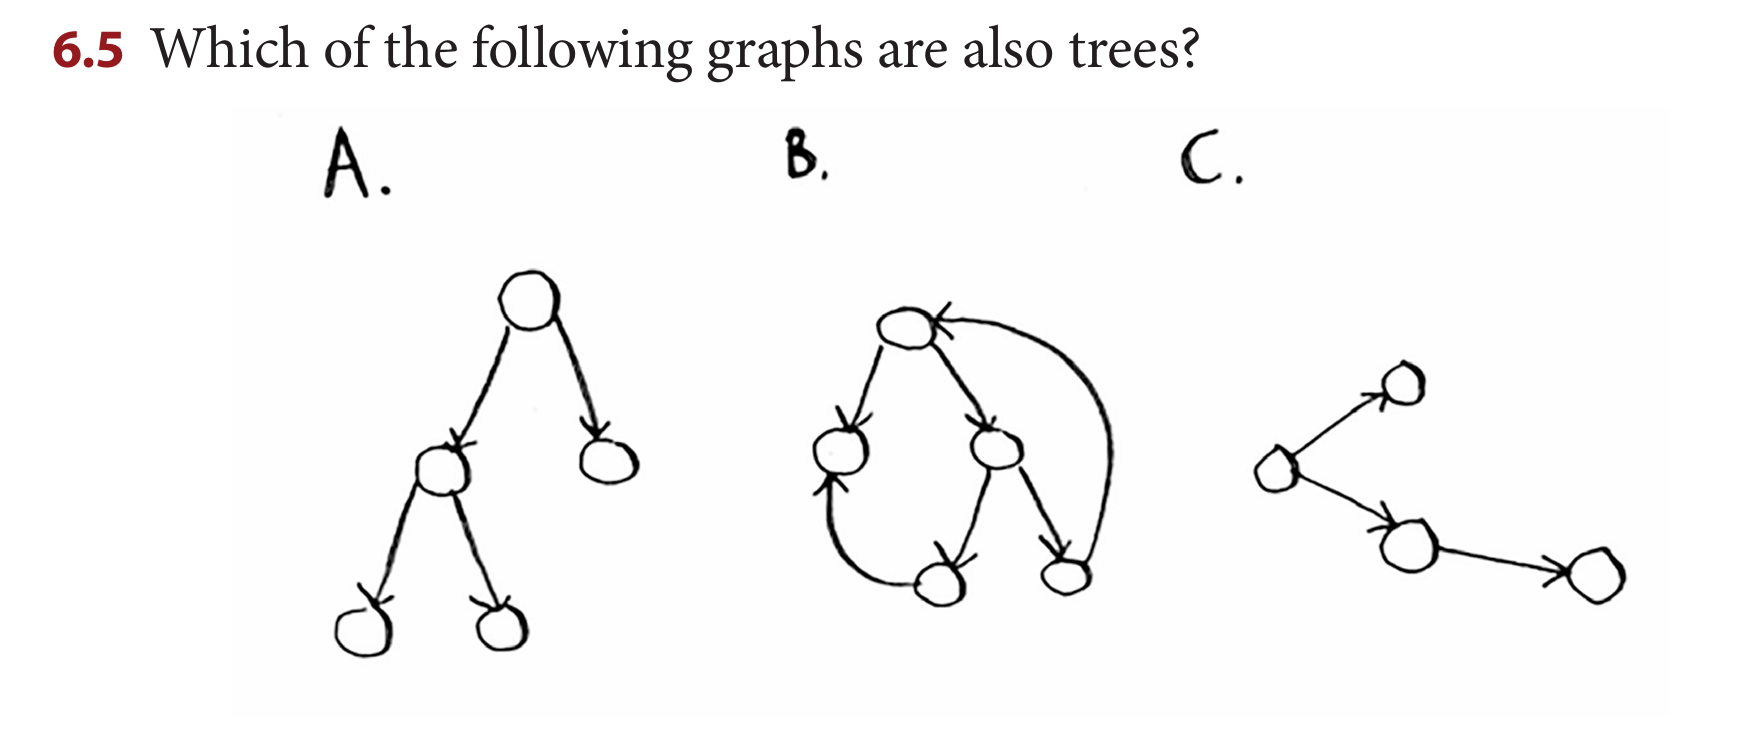 6.5 Which of the following graphs are also trees?
A. B. C.